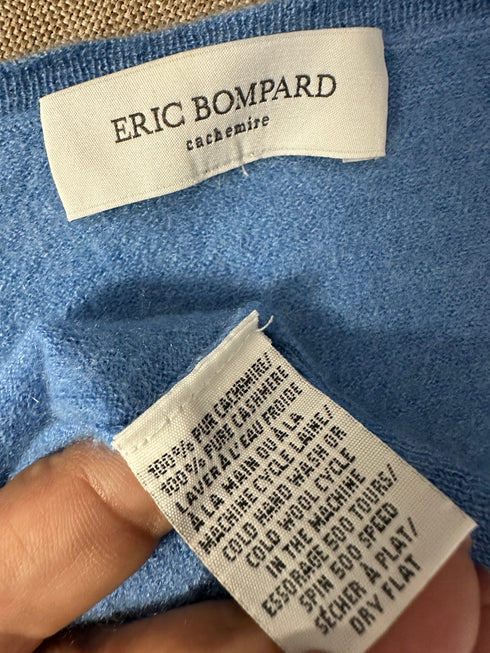 ERIC BOMPARD
cachemire
100% PUR CACHEMIRE/
100% PURE CASHMERE
LAVER À L'EAU FROIDE
À LA MAIN OU À LA
MACHINE CYCLE LAINE/
COLD HAND WASH OR
COLD WOOL CYCLE
IN THE MACHINE
ESSORAGE 500 TOURS/
SPIN 500 SPEED
SÉCHER À PLAT/
DRY FLAT